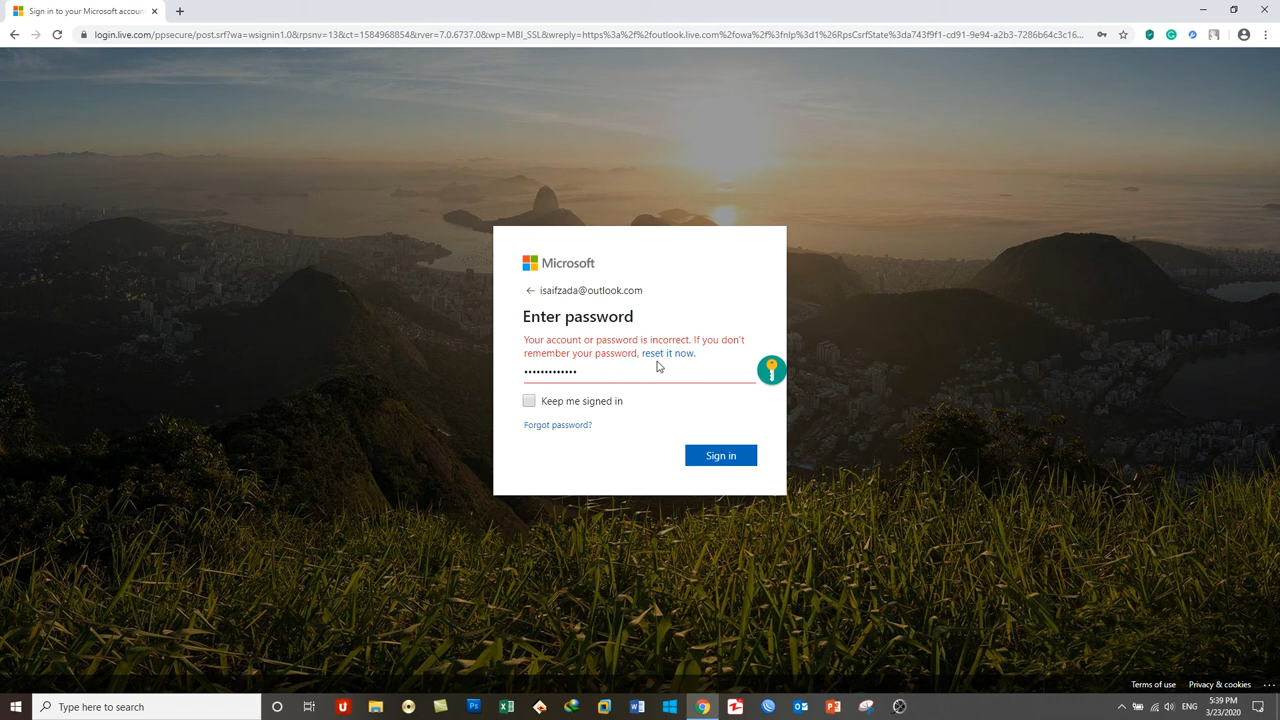 Sign in to your Microsoft accoun
login.live.com/ppsecure/post.srf?wa=wsignin1.0&rpsnv=13&ct=1584968854&rver=7.0.6737.0&wp=MBI_SSL&wreply=https%3a%2f%2foutlook.live.com%2fowa%2f%3fnlp%3d1%26RpsCsrfState%3da743f9f1-cd91-9e94-a2b3-7286b64c3c16...
Microsoft
← isaifzada@outlook.com
Enter password
Your account or password is incorrect. If you don't
remember your password, reset it now.
•••••••••••••
Keep me signed in
Forgot password?
Sign in
Terms of use Privacy & cookies ...
Type here to search
5:39 PM
3/23/2020